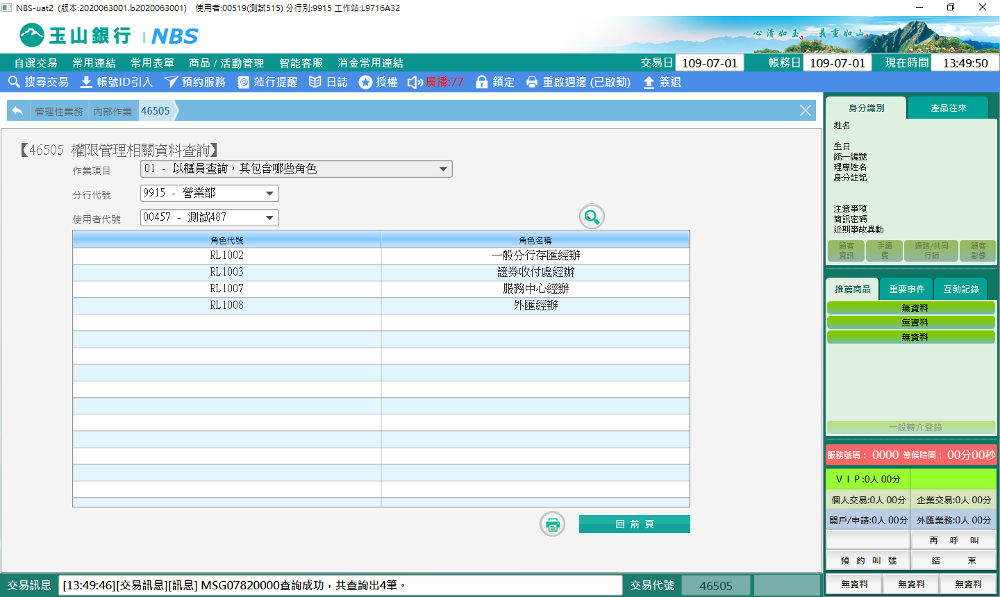 NBS-uat2 (版本:2020063001.b2020063001) 使用者:00519(測試515) 分行別:9915 工作站:L9716A32
玉山銀行 | NBS
心清如玉。 義重如山。
自選交易 常用連結 常用表單 商品 / 活動管理 智能客服 消金常用連結 交易日 109-07-01 帳務日 109-07-01 現在時間 13:49:50
搜尋交易 帳號ID引入 預約服務 蒞行提醒 日誌 授權 廣播:77 鎖定 重啟週邊 (已啟動) 簽退
管理性業務 內部作業 46505
【46505 權限管理相關資料查詢】
作業項目 01 - 以櫃員查詢，其包含哪些角色
分行代號 9915 - 營業部
使用者代號 00457 - 測試487
角色代號 角色名稱
RL1002 一般分行存匯經辦
RL1003 證券收付處經辦
RL1007 服務中心經辦
RL1008 外匯經辦
回 前 頁
身分識別 產品往來
姓名
生日
統一編號
理專姓名
身分註記
注意事項
簡訊密碼
近期事故異動
顧客資訊 手續費 通路/共同行銷 顧客影像
推薦商品 重要事件 互動記錄
無資料
無資料
無資料
一般轉介登錄
服務號碼： 0000 等候時間： 00分00秒
ＶＩＰ:0人 00分
個人交易:0人 00分 企業交易:0人 00分
開戶/申請:0人 00分 外匯業務:0人 00分
再 呼 叫
預 約 叫 號 結 束
無資料 無資料 無資料
交易訊息 [13:49:46][交易訊息][訊息] MSG07820000查詢成功，共查詢出4筆。 交易代號 46505